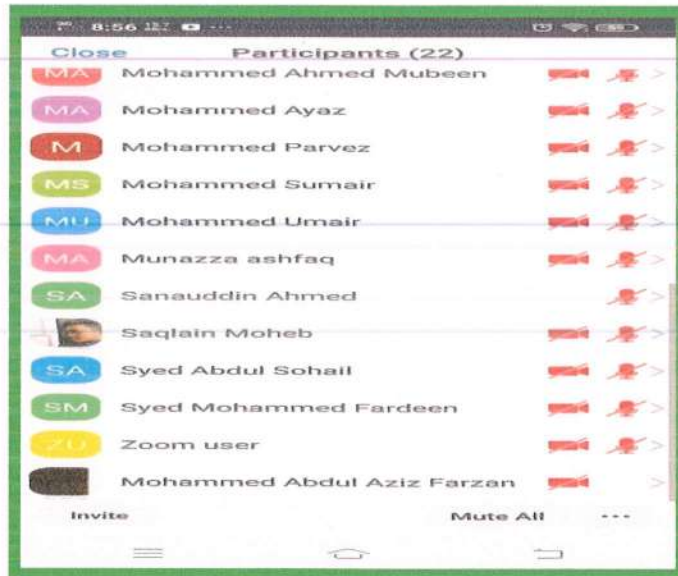 8:56
Close Participants (22)
MA Mohammed Ahmed Mubeen
MA Mohammed Ayaz
M Mohammed Parvez
MS Mohammed Sumair
MU Mohammed Umair
MA Munazza ashfaq
SA Sanauddin Ahmed
Saqlain Moheb
SA Syed Abdul Sohail
SM Syed Mohammed Fardeen
ZU Zoom user
Mohammed Abdul Aziz Farzan
Invite Mute All ...